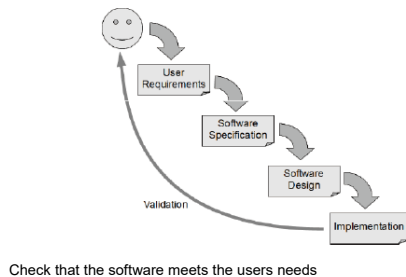 User
Requirements
Software
Specification
Software
Design
Validation
Implementation
Check that the software meets the users needs